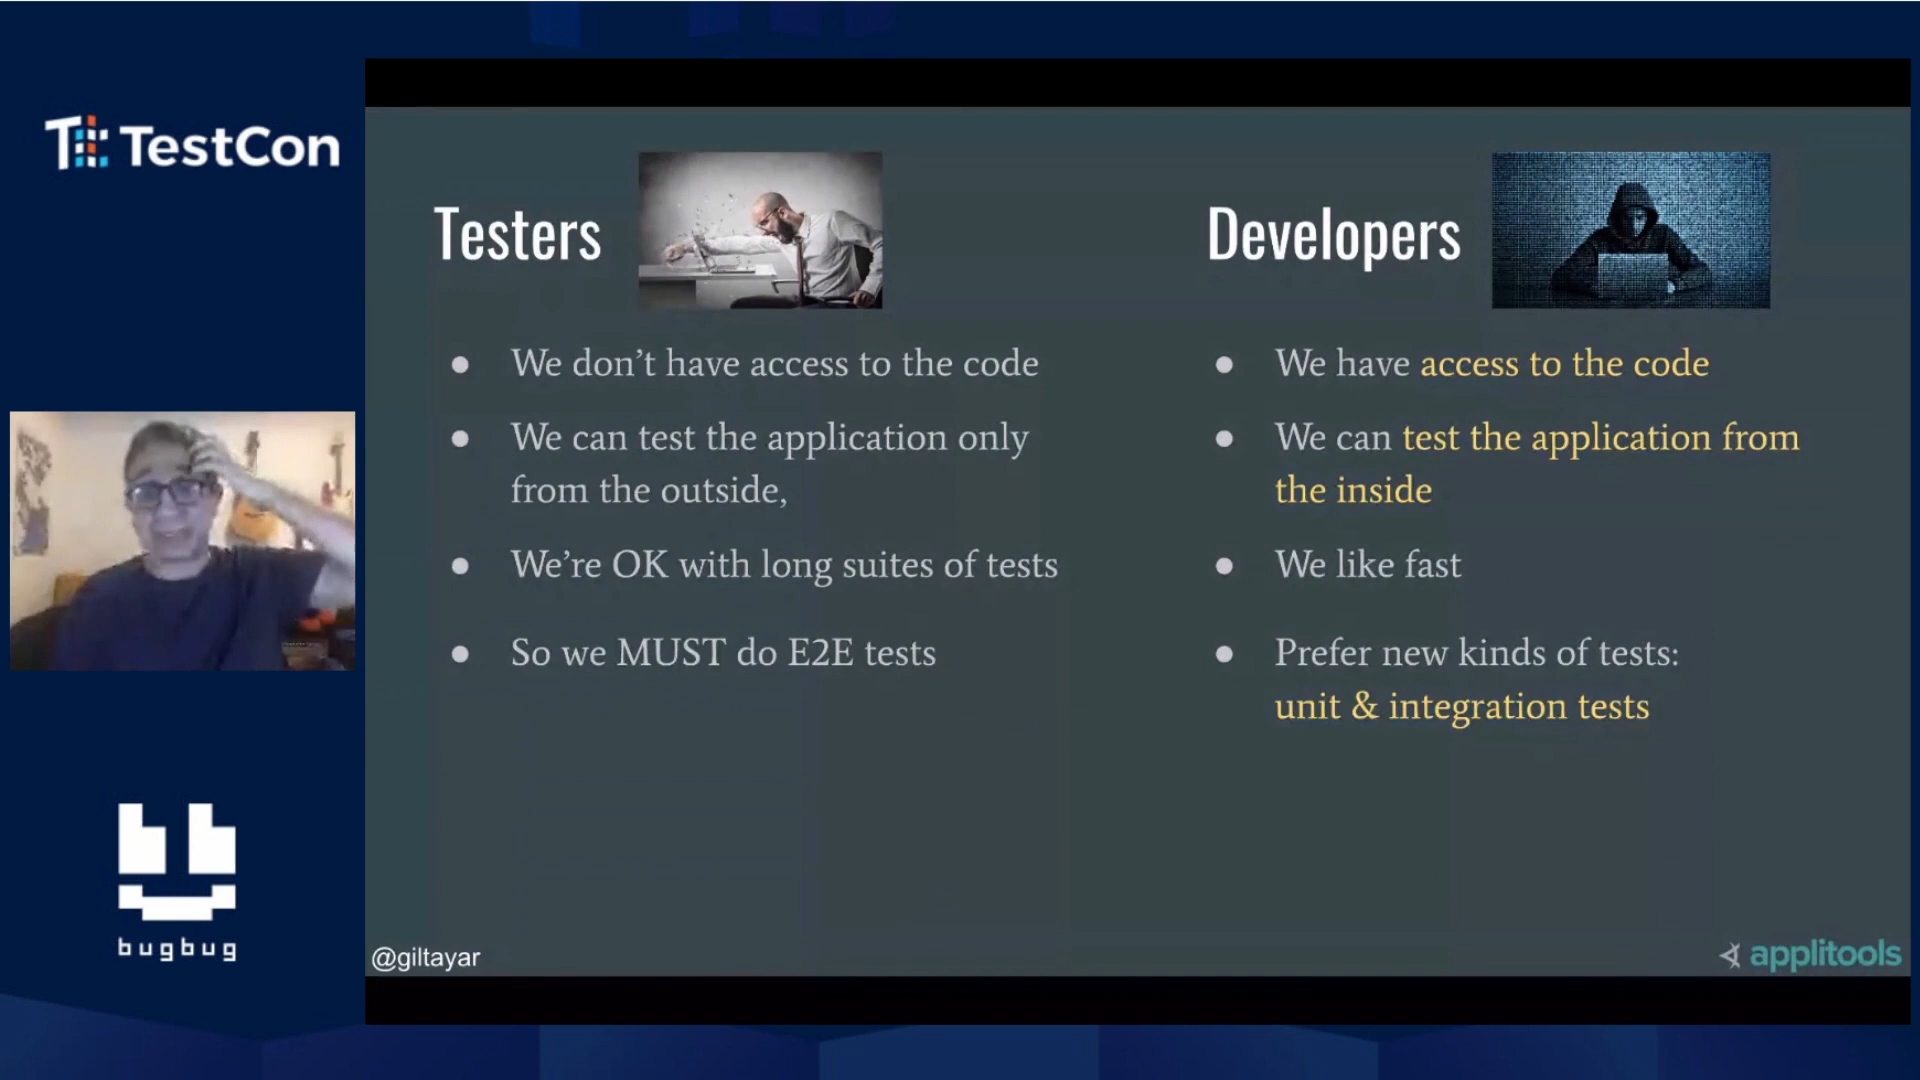 TestCon
Testers
We don’t have access to the code
We can test the application only
from the outside,
We’re OK with long suites of tests
So we MUST do E2E tests
Developers
We have access to the code
We can test the application from
the inside
We like fast
Prefer new kinds of tests:
unit & integration tests
bugbug
@giltayar
applitools